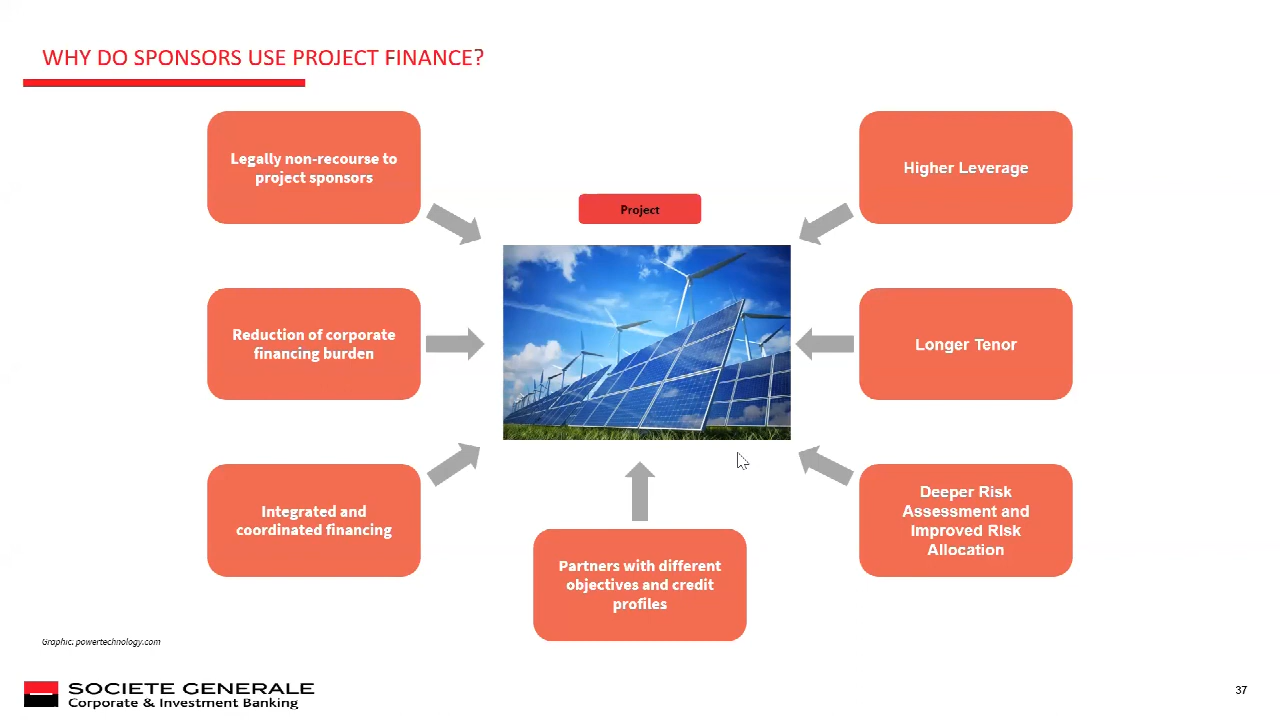 WHY DO SPONSORS USE PROJECT FINANCE?
Legally non-recourse to
project sponsors
Reduction of corporate
financing burden
Integrated and
coordinated financing
Project
Partners with different
objectives and credit
profiles
Higher Leverage
Longer Tenor
Deeper Risk
Assessment and
Improved Risk
Allocation
Graphic: powertechnology.com
SOCIETE GENERALE
Corporate & Investment Banking
37